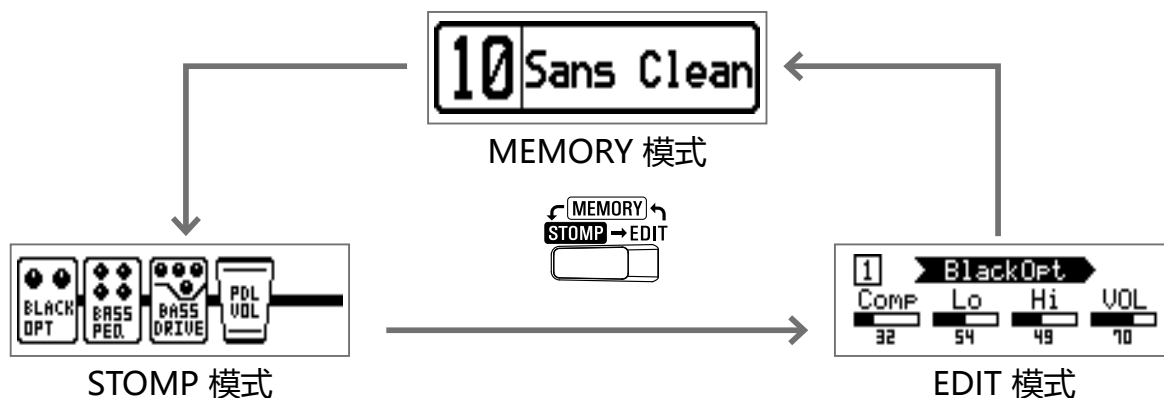 10 Sans Clean
MEMORY 模式
MEMORY
STOMP → EDIT
BLACK OPT
BASS PEQ.
BASS DRIVE
PDL VOL
STOMP 模式
1 BlackOpt
Comp Lo Hi VOL
32 54 49 70
EDIT 模式